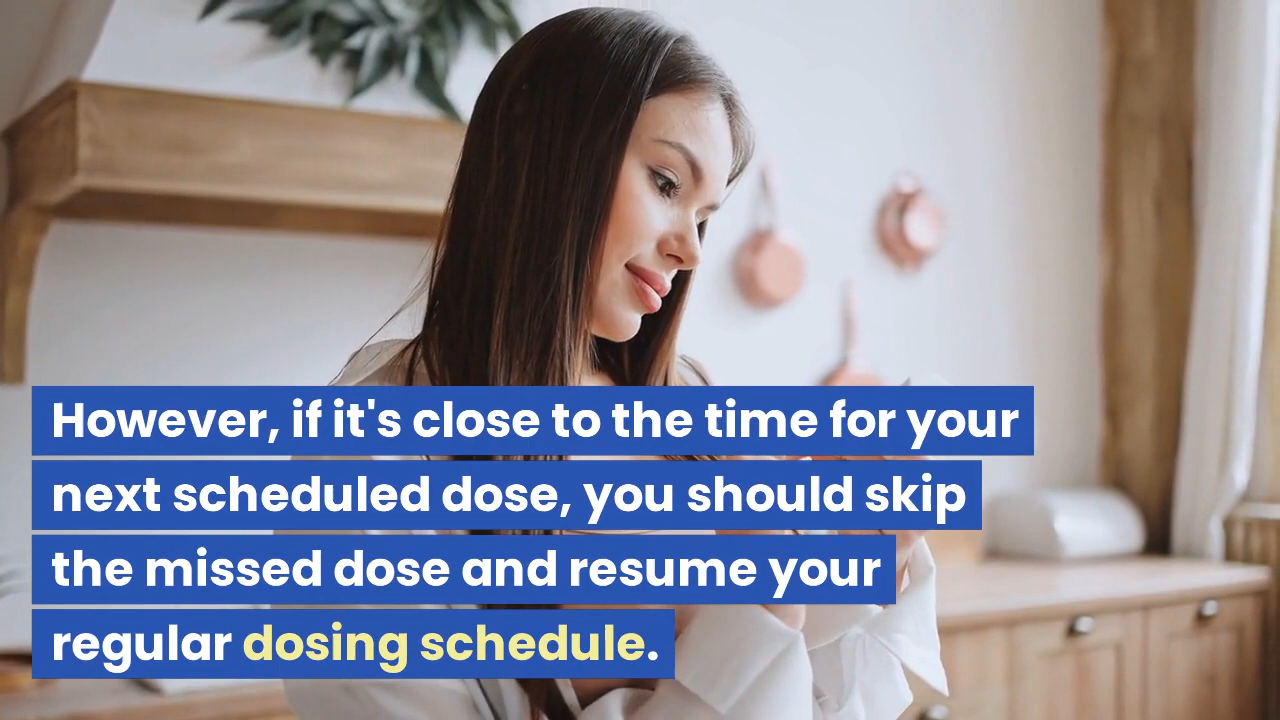 However, if it's close to the time for your
next scheduled dose, you should skip
the missed dose and resume your
regular dosing schedule.